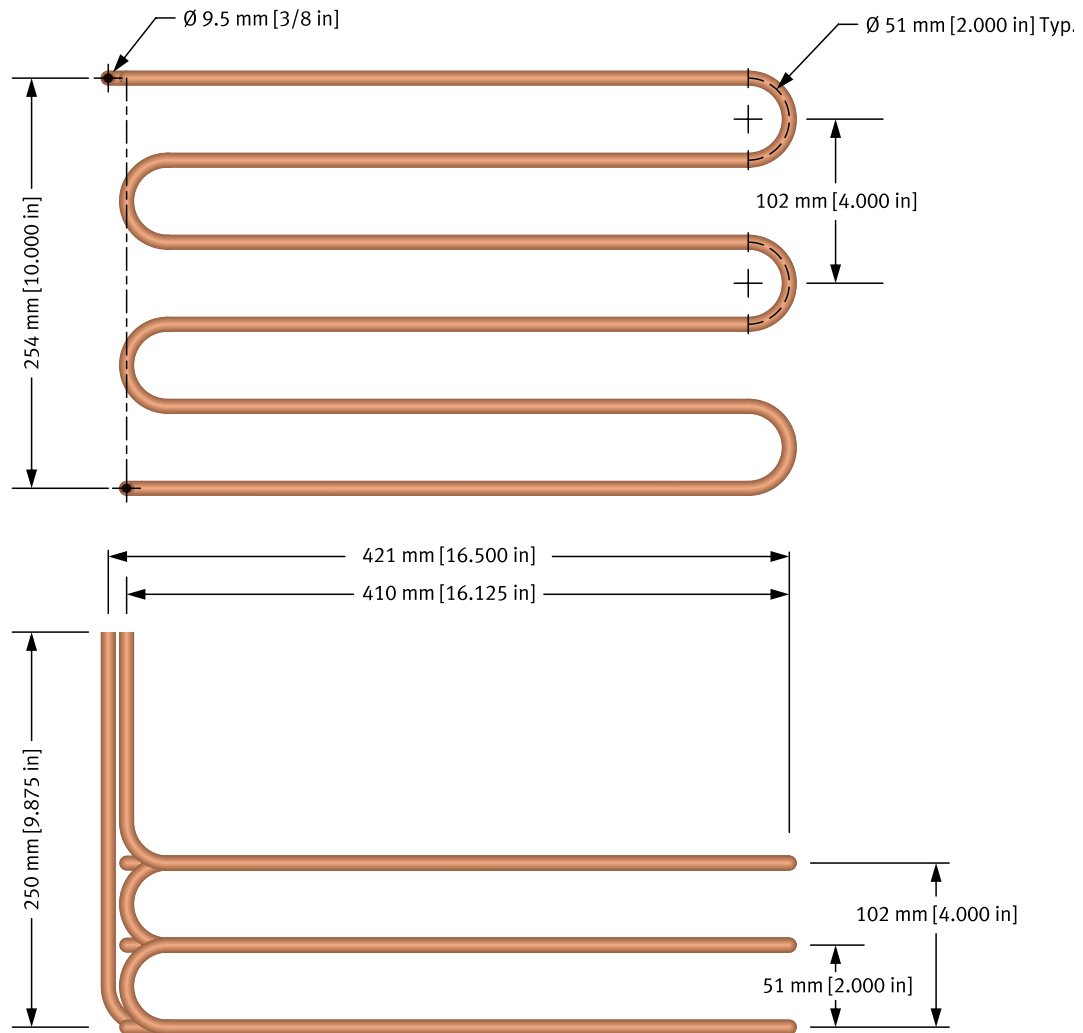 Ø 9.5 mm [3/8 in]
Ø 51 mm [2.000 in] Typ.
102 mm [4.000 in]
254 mm [10.000 in]
421 mm [16.500 in]
410 mm [16.125 in]
250 mm [9.875 in]
102 mm [4.000 in]
51 mm [2.000 in]